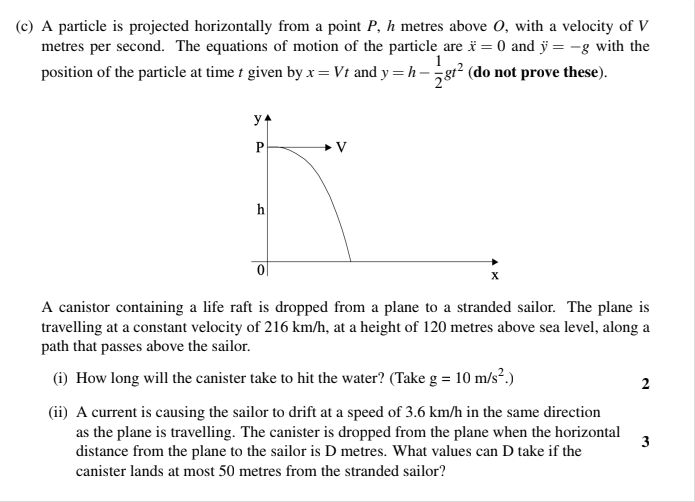 (c) A particle is projected horizontally from a point P, h metres above O, with a velocity of V
metres per second. The equations of motion of the particle are ẍ = 0 and ÿ = −g with the
position of the particle at time t given by x = Vt and y = h − 1/2 gt² (do not prove these).
y
P
V
h
0
x
A canistor containing a life raft is dropped from a plane to a stranded sailor. The plane is
travelling at a constant velocity of 216 km/h, at a height of 120 metres above sea level, along a
path that passes above the sailor.
(i) How long will the canister take to hit the water? (Take g = 10 m/s².)
2
(ii) A current is causing the sailor to drift at a speed of 3.6 km/h in the same direction
as the plane is travelling. The canister is dropped from the plane when the horizontal
3
distance from the plane to the sailor is D metres. What values can D take if the
canister lands at most 50 metres from the stranded sailor?